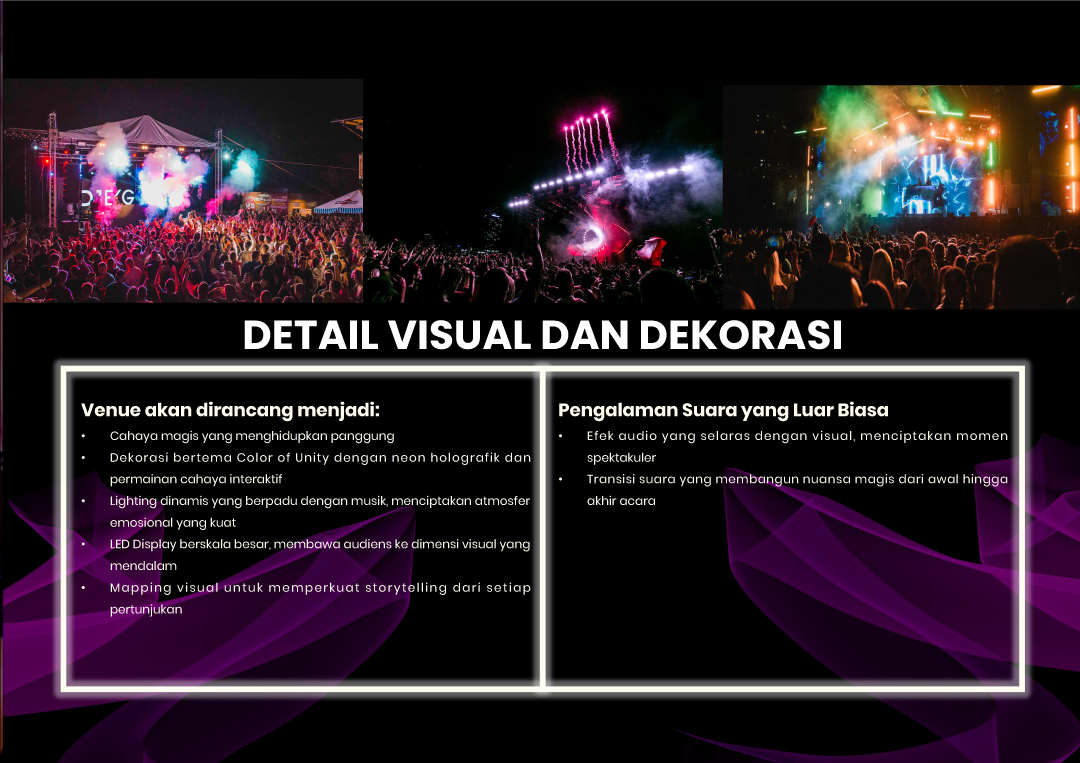 DETAIL VISUAL DAN DEKORASI
Venue akan dirancang menjadi:
• Cahaya magis yang menghidupkan panggung
• Dekorasi bertema Color of Unity dengan neon holografik dan
permainan cahaya interaktif
• Lighting dinamis yang berpadu dengan musik, menciptakan atmosfer
emosional yang kuat
• LED Display berskala besar, membawa audiens ke dimensi visual yang
mendalam
• Mapping visual untuk memperkuat storytelling dari setiap
pertunjukan
Pengalaman Suara yang Luar Biasa
• Efek audio yang selaras dengan visual, menciptakan momen
spektakuler
• Transisi suara yang membangun nuansa magis dari awal hingga
akhir acara